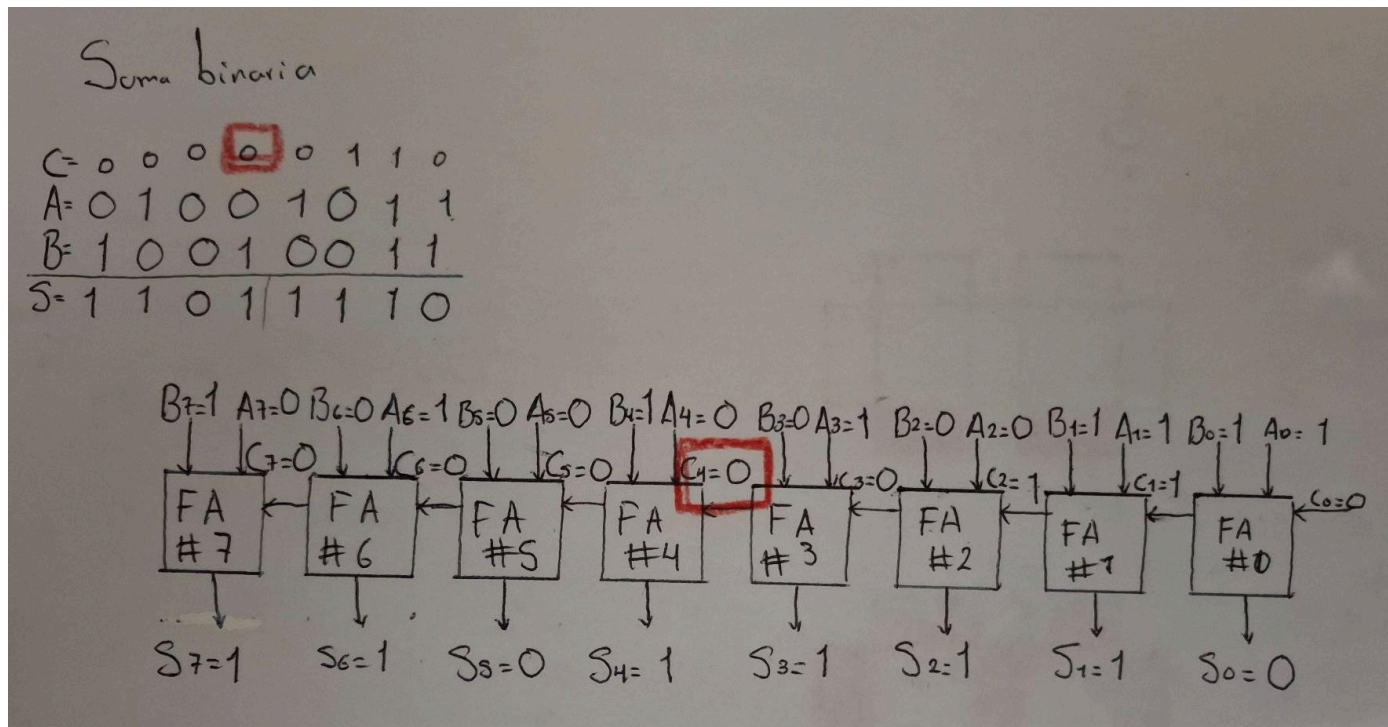 Suma binaria
C= 0 0 0 0 0 1 1 0
A= 0 1 0 0 1 0 1 1
B= 1 0 0 1 0 0 1 1
S= 1 1 0 1 1 1 1 0
B7=1 A7=0 B6=0 A6=1 B5=0 A5=0 B4=1 A4=0 B3=0 A3=1 B2=0 A2=0 B1=1 A1=1 B0=1 A0=1
C7=0 C6=0 C5=0 C4=0 C3=0 C2=1 C1=1 C0=0
FA FA FA FA FA FA FA FA
#7 #6 #5 #4 #3 #2 #1 #0
S7=1 S6=1 S5=0 S4=1 S3=1 S2=1 S1=1 S0=0